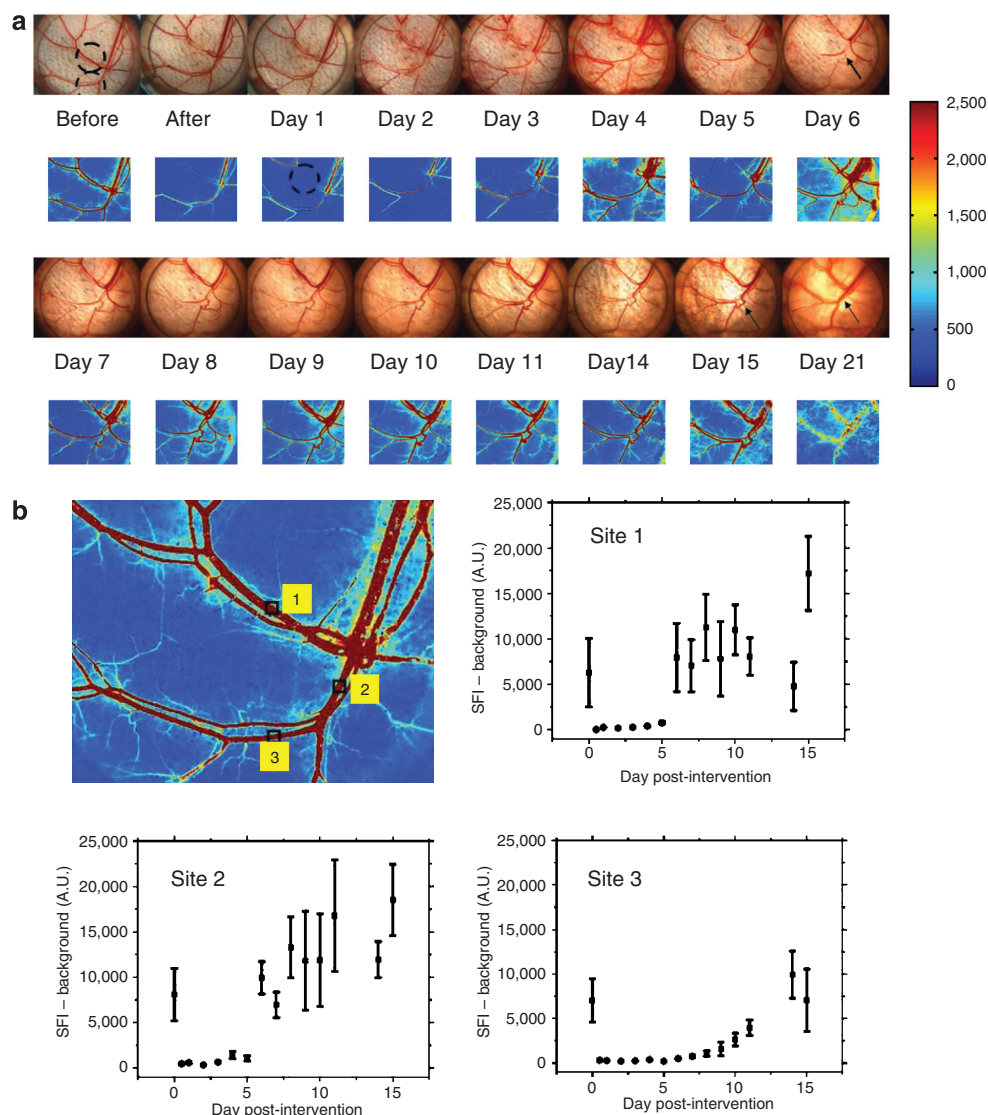 a
Before After Day 1 Day 2 Day 3 Day 4 Day 5 Day 6
2,500
2,000
1,500
1,000
500
0
Day 7 Day 8 Day 9 Day 10 Day 11 Day14 Day 15 Day 21
b
1
2
3
Site 1
SFI – background (A.U.)
25,000
20,000
15,000
10,000
5,000
0
0 5 10 15
Day post-intervention
Site 2
SFI – background (A.U.)
25,000
20,000
15,000
10,000
5,000
0
0 5 10 15
Day post-intervention
Site 3
SFI – background (A.U.)
25,000
20,000
15,000
10,000
5,000
0
0 5 10 15
Day post-intervention